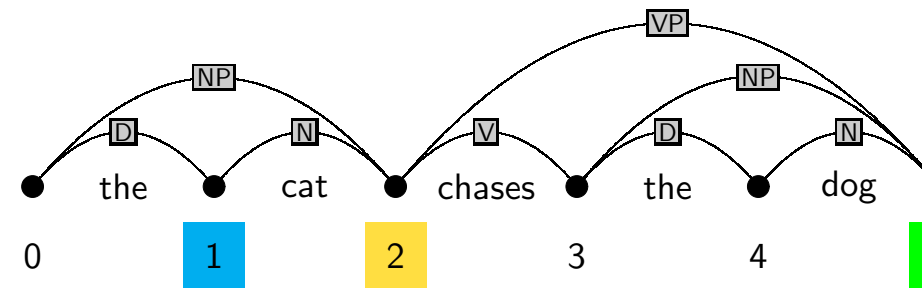 VP
NP NP
D N V D N
the cat chases the dog
0 1 2 3 4